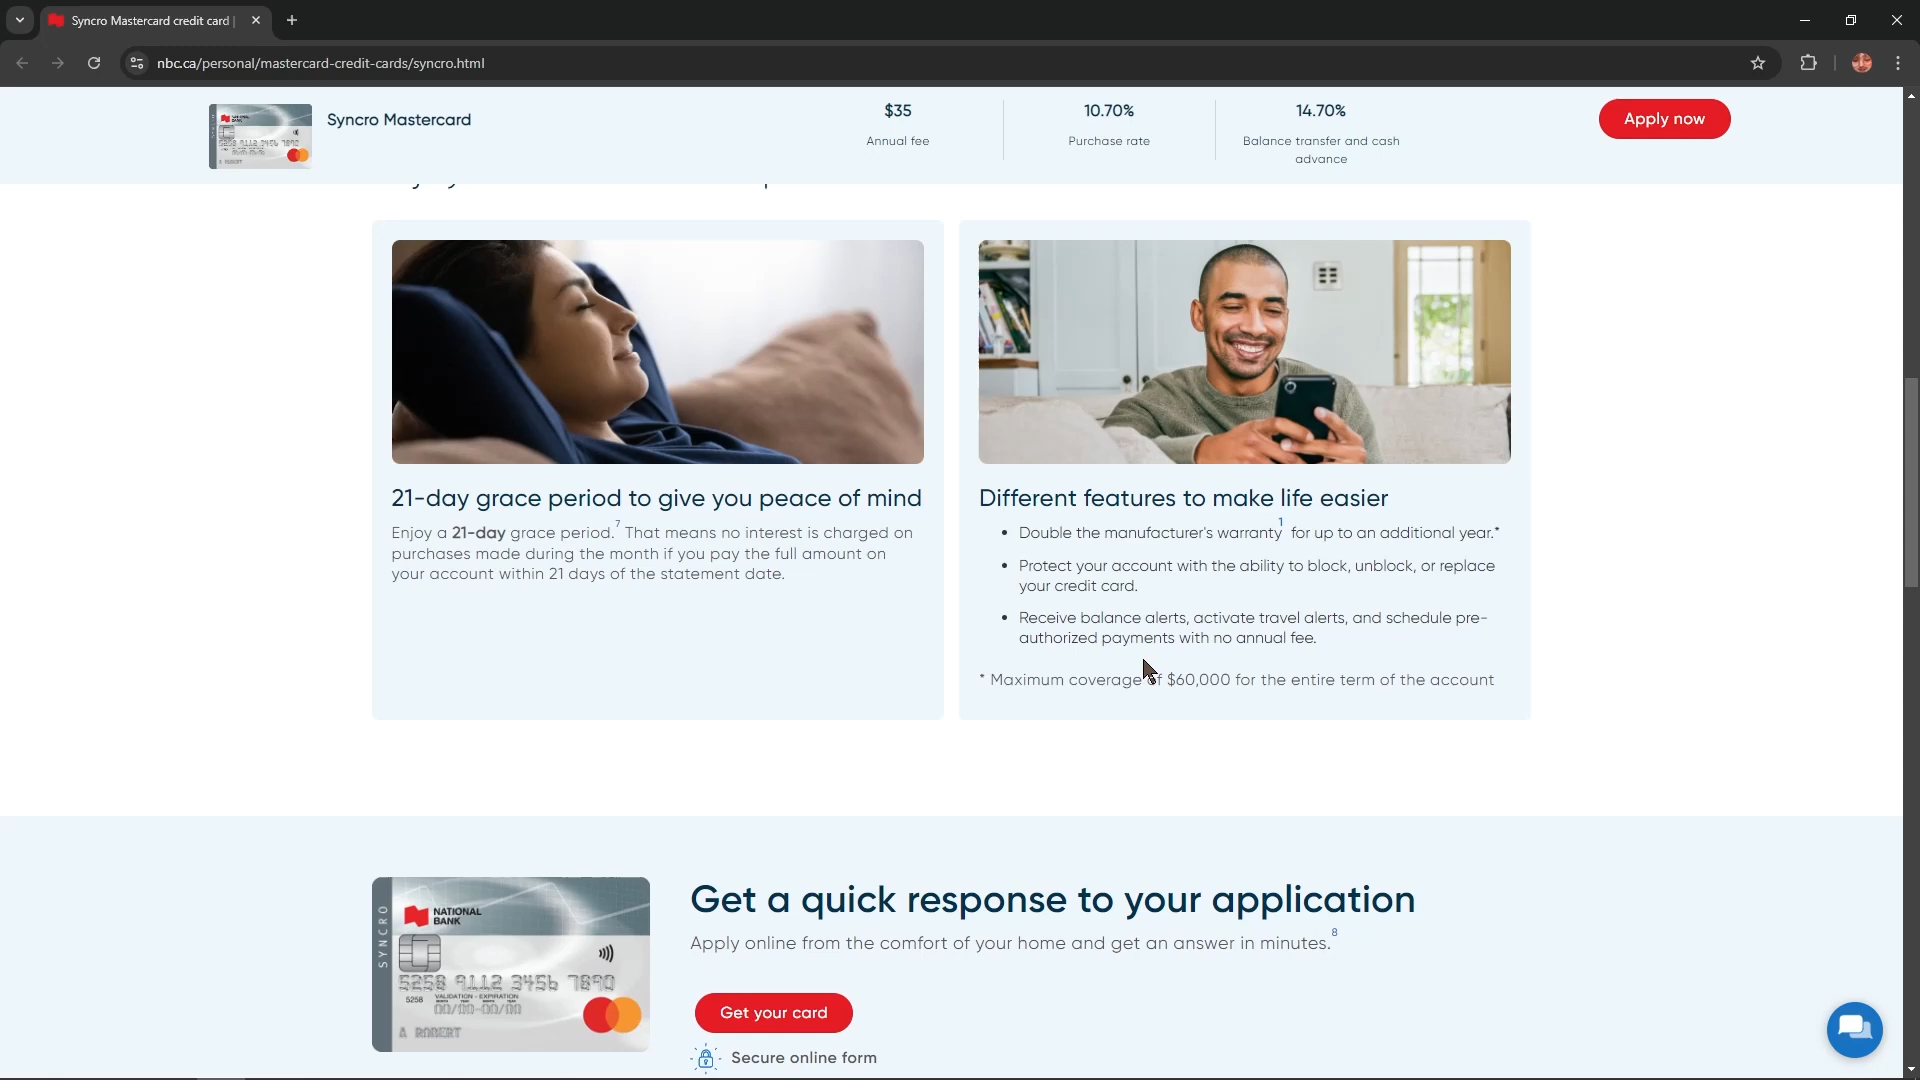 Syncro Mastercard credit card |
nbc.ca/personal/mastercard-credit-cards/syncro.html
Syncro Mastercard
$35
Annual fee
10.70%
Purchase rate
14.70%
Balance transfer and cash
advance
Apply now
21-day grace period to give you peace of mind
Enjoy a 21-day grace period.7 That means no interest is charged on
purchases made during the month if you pay the full amount on
your account within 21 days of the statement date.
Different features to make life easier
• Double the manufacturer's warranty1 for up to an additional year.*
• Protect your account with the ability to block, unblock, or replace
your credit card.
• Receive balance alerts, activate travel alerts, and schedule pre-
authorized payments with no annual fee.
* Maximum coverage of $60,000 for the entire term of the account
SYNCRO
NATIONAL
BANK
5258 9112 3456 7890
5258
VALIDATION - EXPIRATION
00/00-00/00
A ROBERT
Get a quick response to your application
Apply online from the comfort of your home and get an answer in minutes.8
Get your card
Secure online form